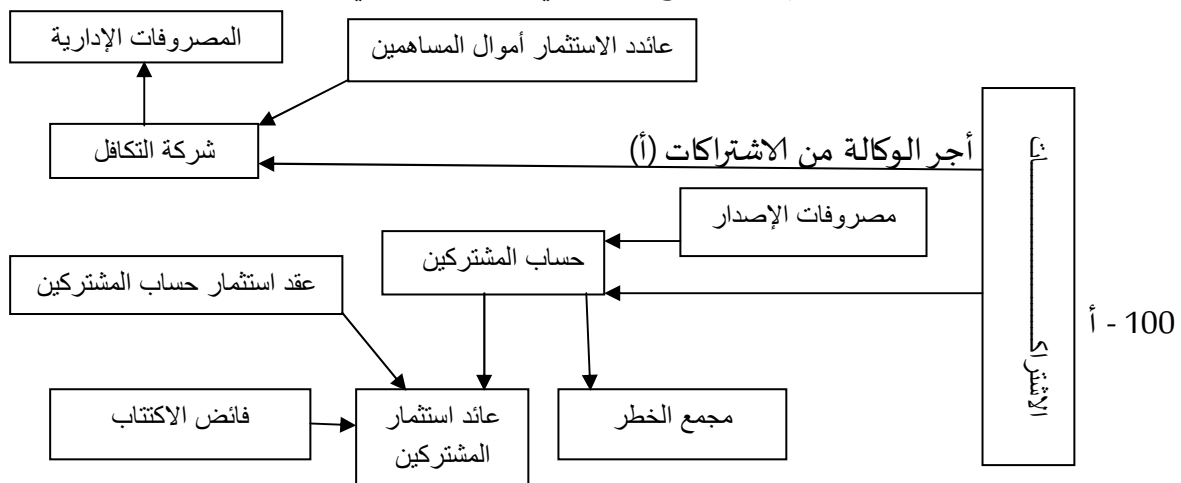 المصروفات الإدارية
عائدد الاستثمار أموال المساهمين
شركة التكافل
أجر الوكالة من الاشتراكات (أ)
مصروفات الإصدار
حساب المشتركين
عقد استثمار حساب المشتركين
الاشتراكـــــــــــات
100 - أ
فائض الاكتتاب
عائد استثمار
المشتركين
مجمع الخطر